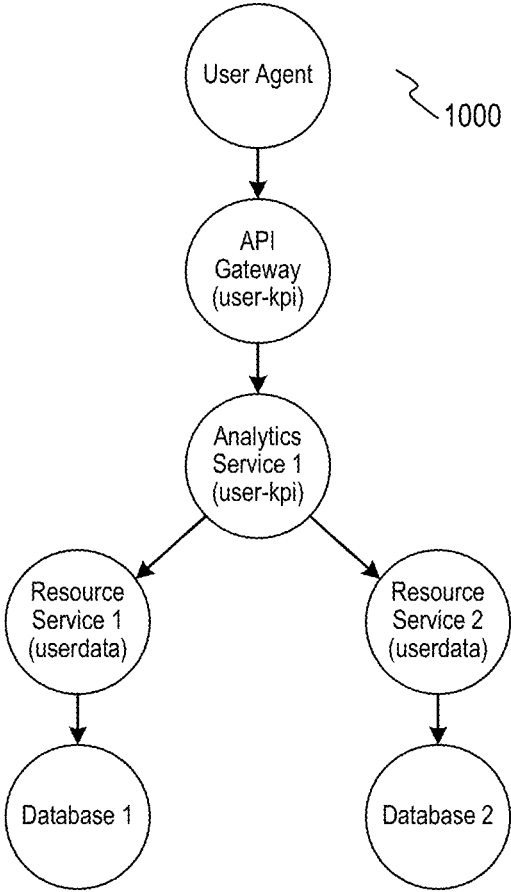 User Agent
1000
API
Gateway
(user-kpi)
Analytics
Service 1
(user-kpi)
Resource
Service 1
(userdata)
Resource
Service 2
(userdata)
Database 1
Database 2